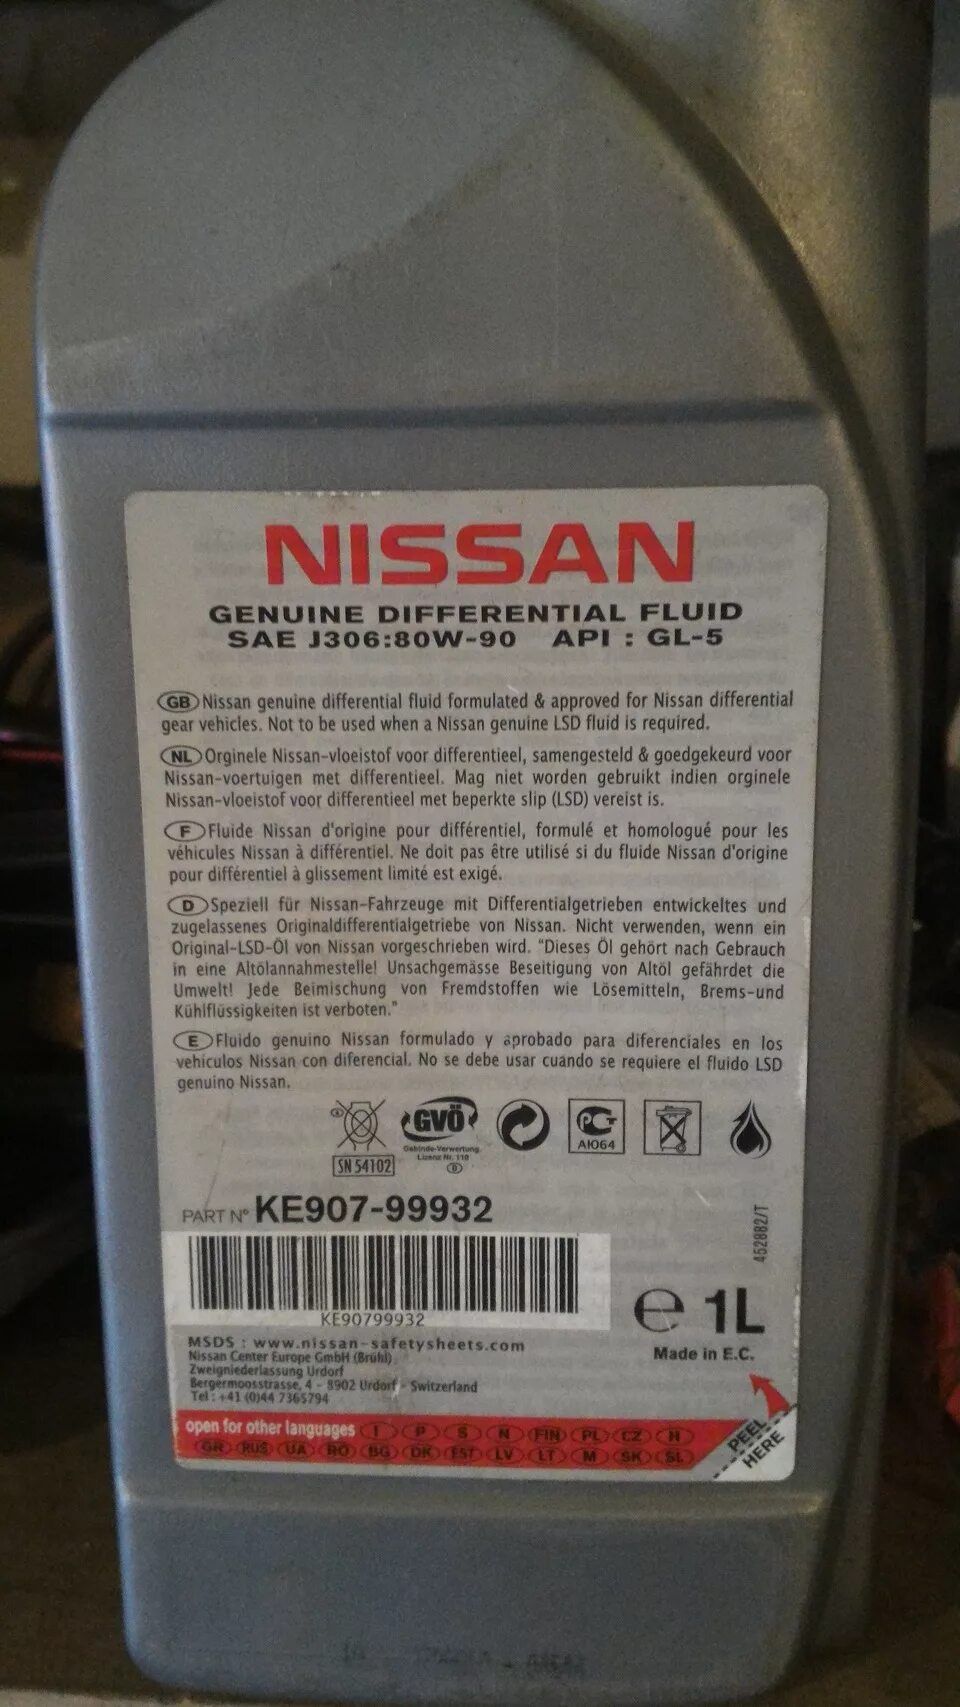 NISSAN
GENUINE DIFFERENTIAL FLUID
SAE J306:80W-90 API : GL-5
GB Nissan genuine differential fluid formulated & approved for Nissan differential
gear vehicles. Not to be used when a Nissan genuine LSD fluid is required.
NL Orginele Nissan-vloeistof voor differentieel, samengesteld & goedgekeurd voor
Nissan-voertuigen met differentieel. Mag niet worden gebruikt indien orginele
Nissan-vloeistof voor differentieel met beperkte slip (LSD) vereist is.
F Fluide Nissan d'origine pour différentiel, formulé et homologué pour les
véhicules Nissan à différentiel. Ne doit pas être utilisé si du fluide Nissan d'origine
pour différentiel à glissement limité est exigé.
D Speziell für Nissan-Fahrzeuge mit Differentialgetrieben entwickeltes und
zugelassenes Originaldifferentialgetriebe von Nissan. Nicht verwenden, wenn ein
Original-LSD-Öl von Nissan vorgeschrieben wird. "Dieses Öl gehört nach Gebrauch
in eine Altölannahmestelle! Unsachgemässe Beseitigung von Altöl gefährdet die
Umwelt! Jede Beimischung von Fremdstoffen wie Lösemitteln, Brems-und
Kühlflüssigkeiten ist verboten."
E Fluido genuino Nissan formulado y aprobado para diferenciales en los
vehiculos Nissan con diferencial. No se debe usar cuando se requiere el fluido LSD
genuino Nissan.
GVÖ
Gebinde-Verwertung
Lizenz Nr. 110
D
SN 54102
AI064
PART N° KE907-99932
452882/T
KE90799932
e 1L
Made in E.C.
MSDS : www.nissan-safetysheets.com
Nissan Center Europe GmbH (Brühl)
Zweigniederlassung Urdorf
Bergermoosstrasse, 4 - 8902 Urdorf - Switzerland
Tel : +41 (0)44 7365794
open for other languages I P S N FIN PL CZ H
GR RUS UA RO BG DK EST LV LT M SK SL
PEEL
HERE